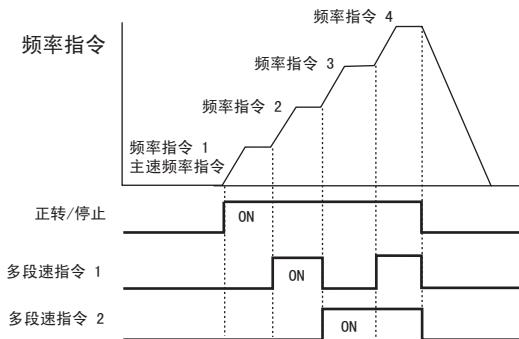 频率指令 4
频率指令
频率指令 3
频率指令 2
频率指令 1
主速频率指令
正转/停止
ON
多段速指令 1
ON
多段速指令 2
ON